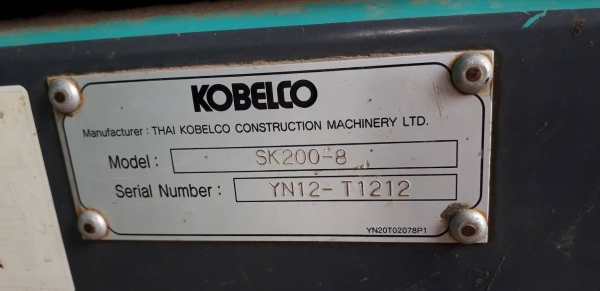 KOBELCO
Manufacturer : THAI KOBELCO CONSTRUCTION MACHINERY LTD.
Model : SK200-8
Serial Number : YN12-T1212
YN20T02078P1